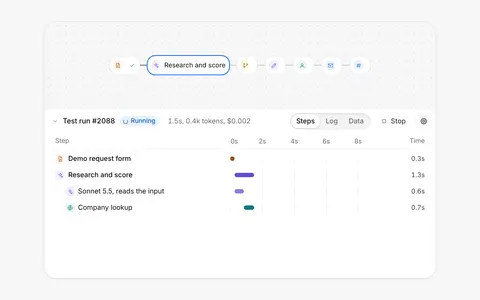 Research and score
Test run #2088 Running 1.5s, 0.4k tokens, $0.002 Steps Log Data Stop
Step 0s 2s 4s 6s 8s Time
Demo request form 0.3s
Research and score 1.3s
Sonnet 5.5, reads the input 0.6s
Company lookup 0.7s